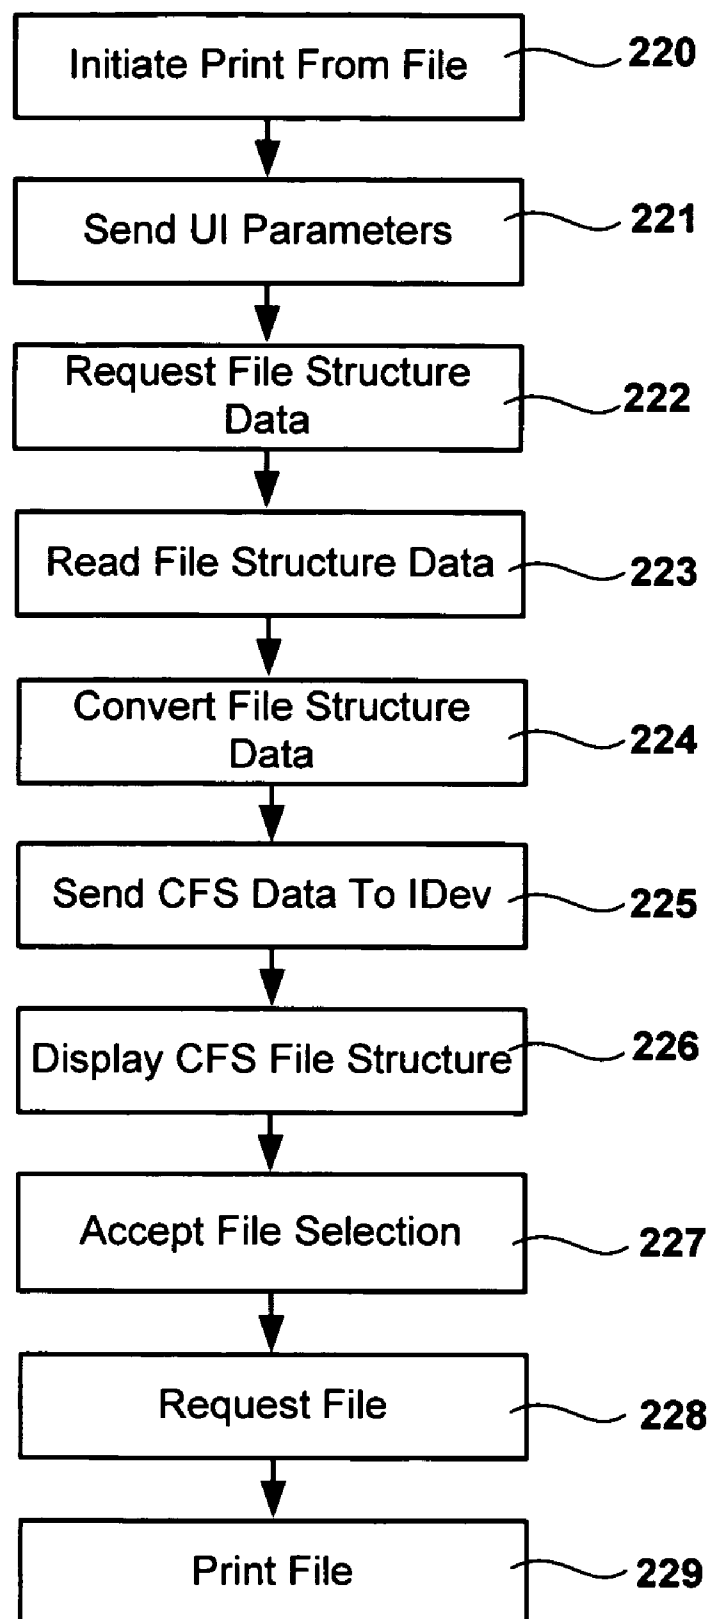 Initiate Print From File
220
Send UI Parameters
221
Request File Structure
Data
222
Read File Structure Data
223
Convert File Structure
Data
224
Send CFS Data To IDev
225
Display CFS File Structure
226
Accept File Selection
227
Request File
228
Print File
229